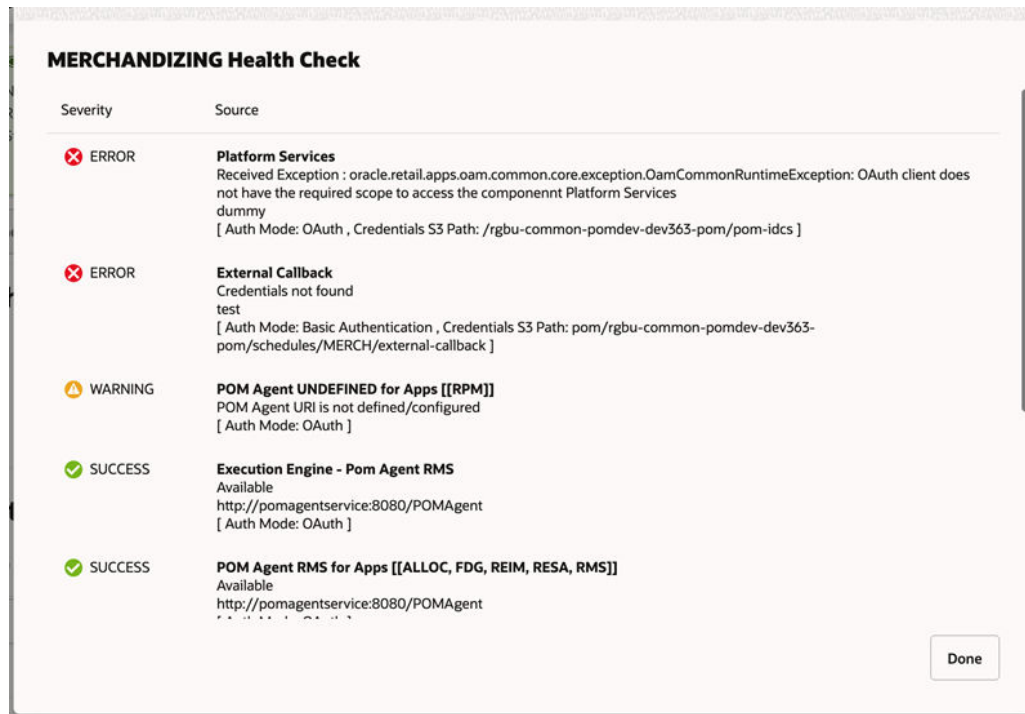 MERCHANDIZING Health Check
Severity Source
ERROR Platform Services
Received Exception : oracle.retail.apps.oam.common.core.exception.OamCommonRuntimeException: OAuth client does
not have the required scope to access the componennt Platform Services
dummy
[ Auth Mode: OAuth , Credentials S3 Path: /rgbu-common-pomdev-dev363-pom/pom-idcs ]
ERROR External Callback
Credentials not found
test
[ Auth Mode: Basic Authentication , Credentials S3 Path: pom/rgbu-common-pomdev-dev363-
pom/schedules/MERCH/external-callback ]
WARNING POM Agent UNDEFINED for Apps [[RPM]]
POM Agent URI is not defined/configured
[ Auth Mode: OAuth ]
SUCCESS Execution Engine - Pom Agent RMS
Available
http://pomagentservice:8080/POMAgent
[ Auth Mode: OAuth ]
SUCCESS POM Agent RMS for Apps [[ALLOC, FDG, REIM, RESA, RMS]]
Available
http://pomagentservice:8080/POMAgent
Done